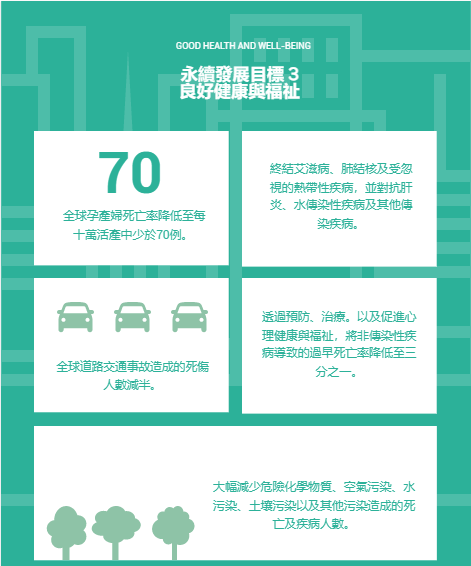 GOOD HEALTH AND WELL-BEING
永續發展目標 3
良好健康與福祉
70
全球孕產婦死亡率降低至每
十萬活產中少於70例。
終結艾滋病、肺結核及受忽
視的熱帶性疾病，並對抗肝
炎、水傳染性疾病及其他傳
染疾病。
全球道路交通事故造成的死傷
人數減半。
透過預防、治療。以及促進心
理健康與福祉，將非傳染性疾
病導致的過早死亡率降低至三
分之一。
大幅減少危險化學物質、空氣污染、水
污染、土壤污染以及其他污染造成的死
亡及疾病人數。